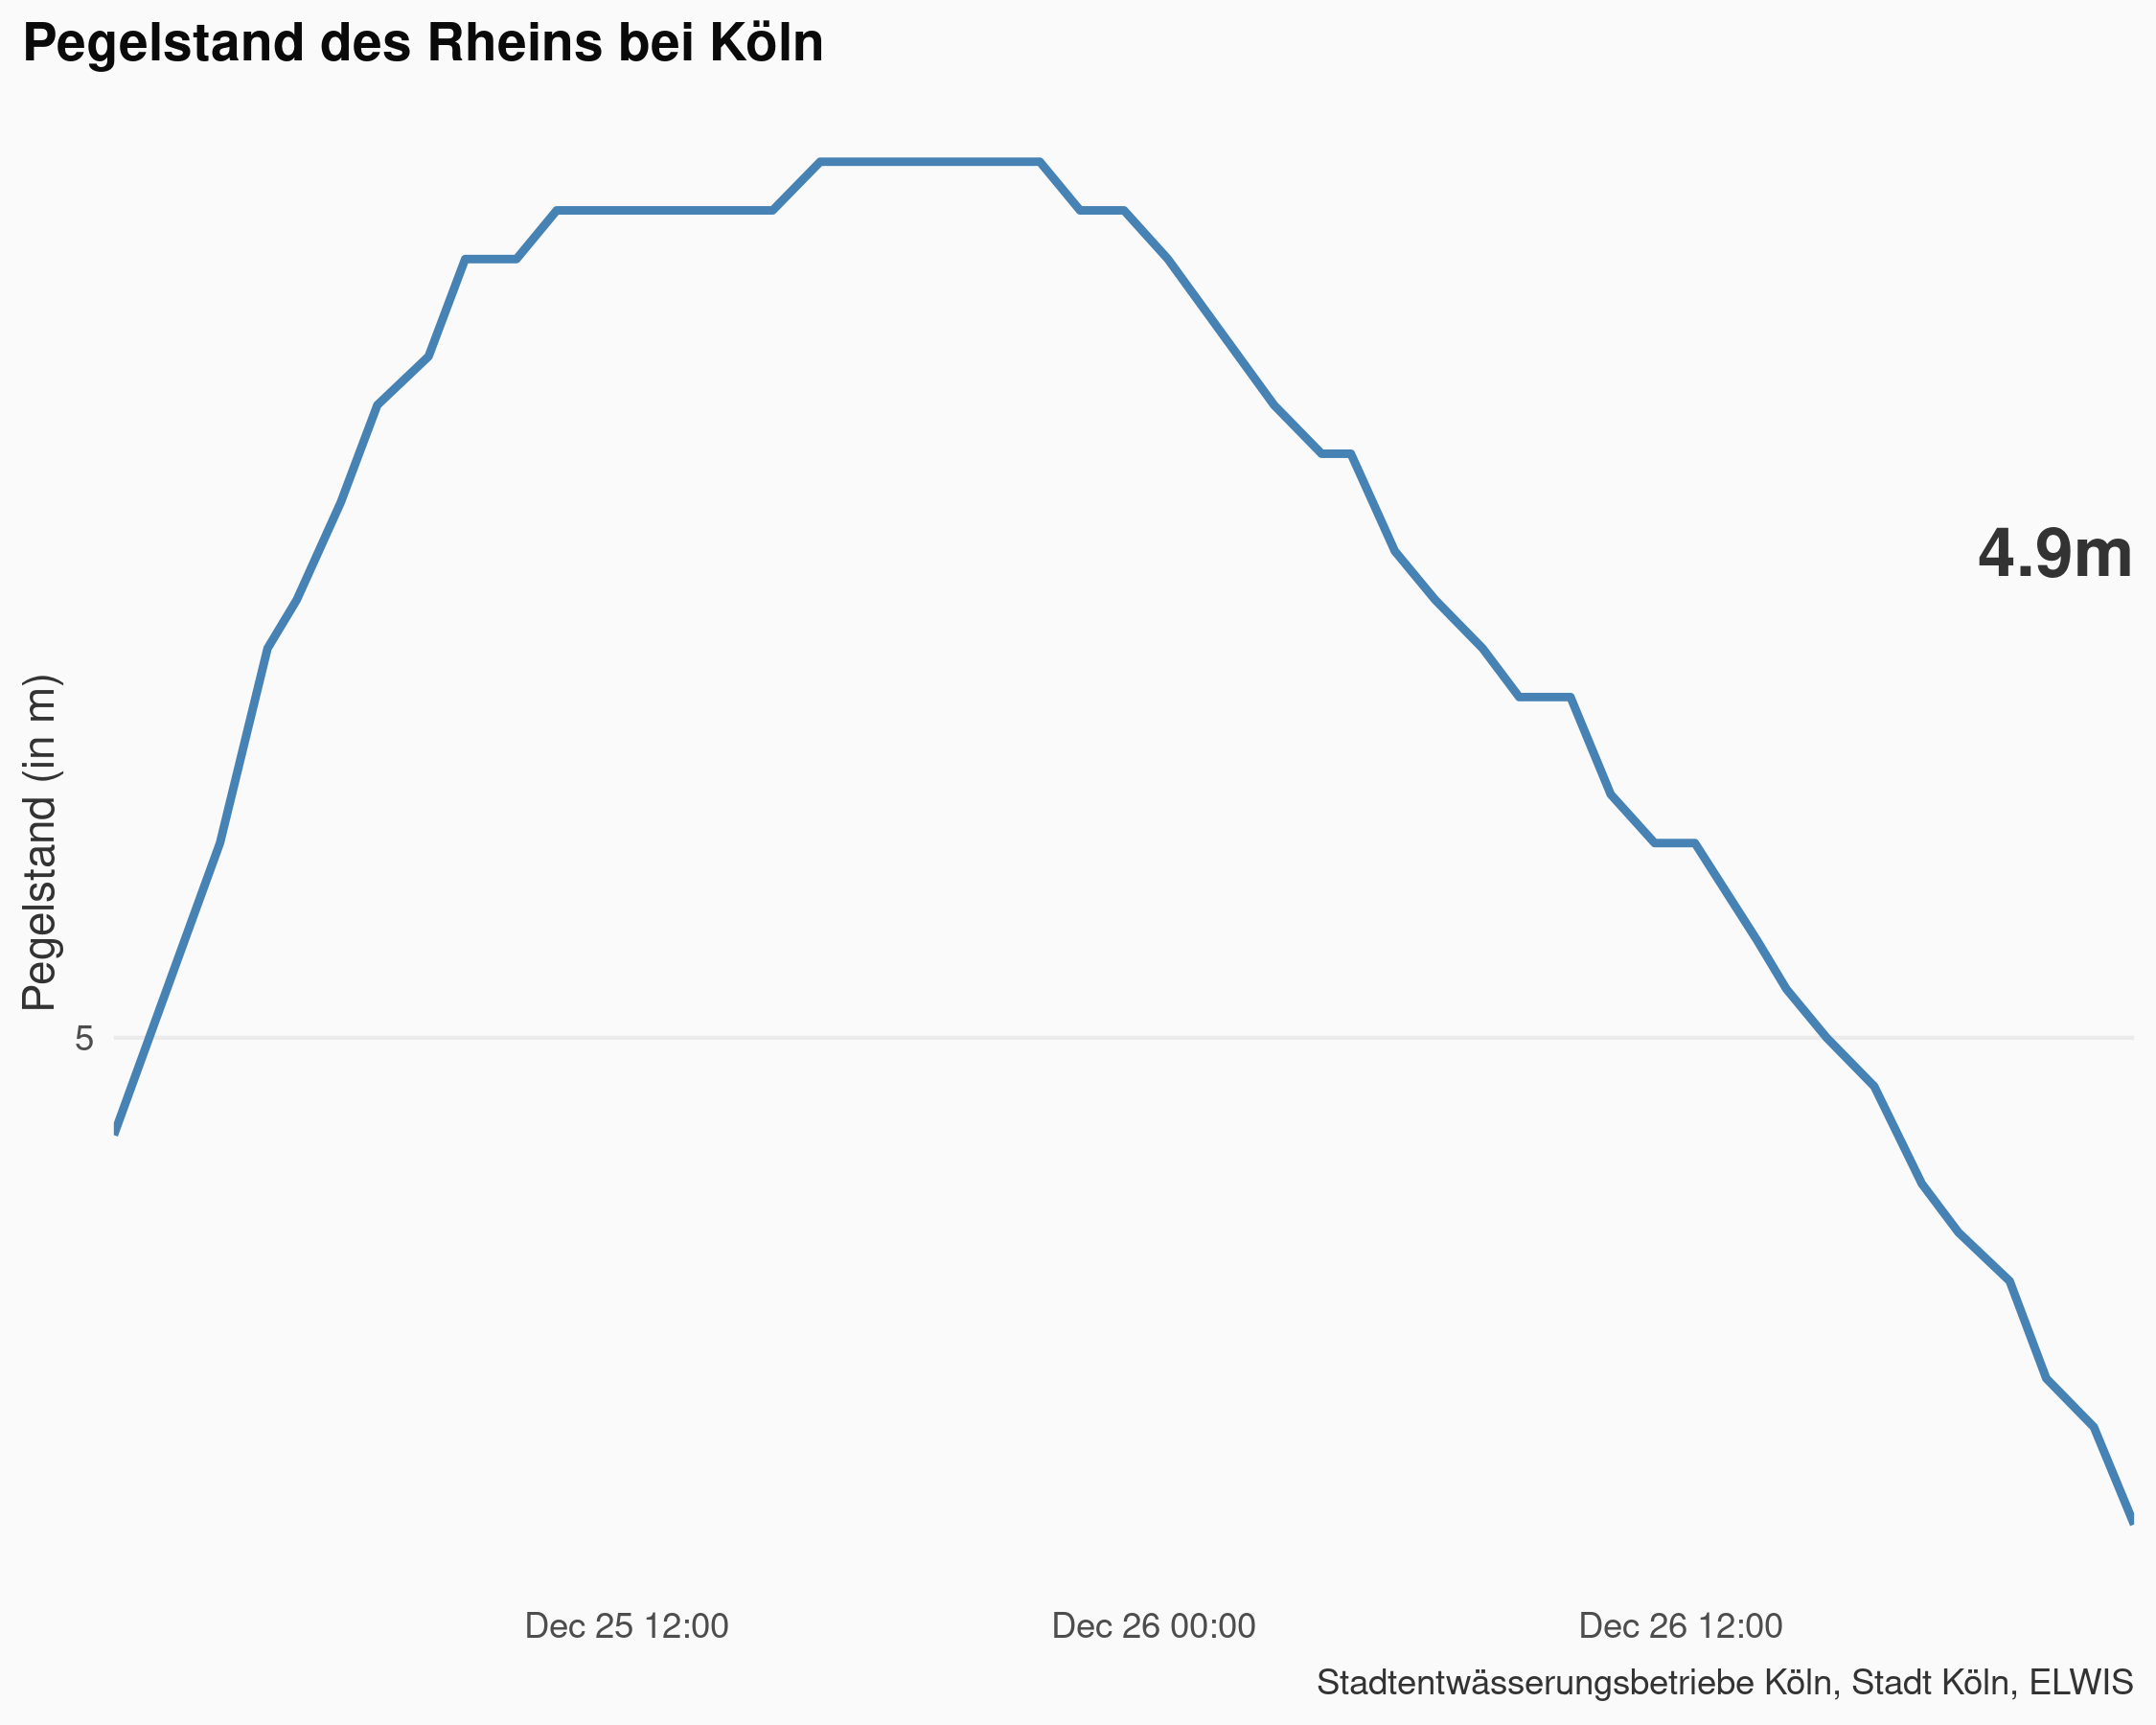 Pegelstand des Rheins bei Köln
4.9m
Pegelstand (in m)
5
Dec 25 12:00
Dec 26 00:00
Dec 26 12:00
Stadtentwässerungsbetriebe Köln, Stadt Köln, ELWIS